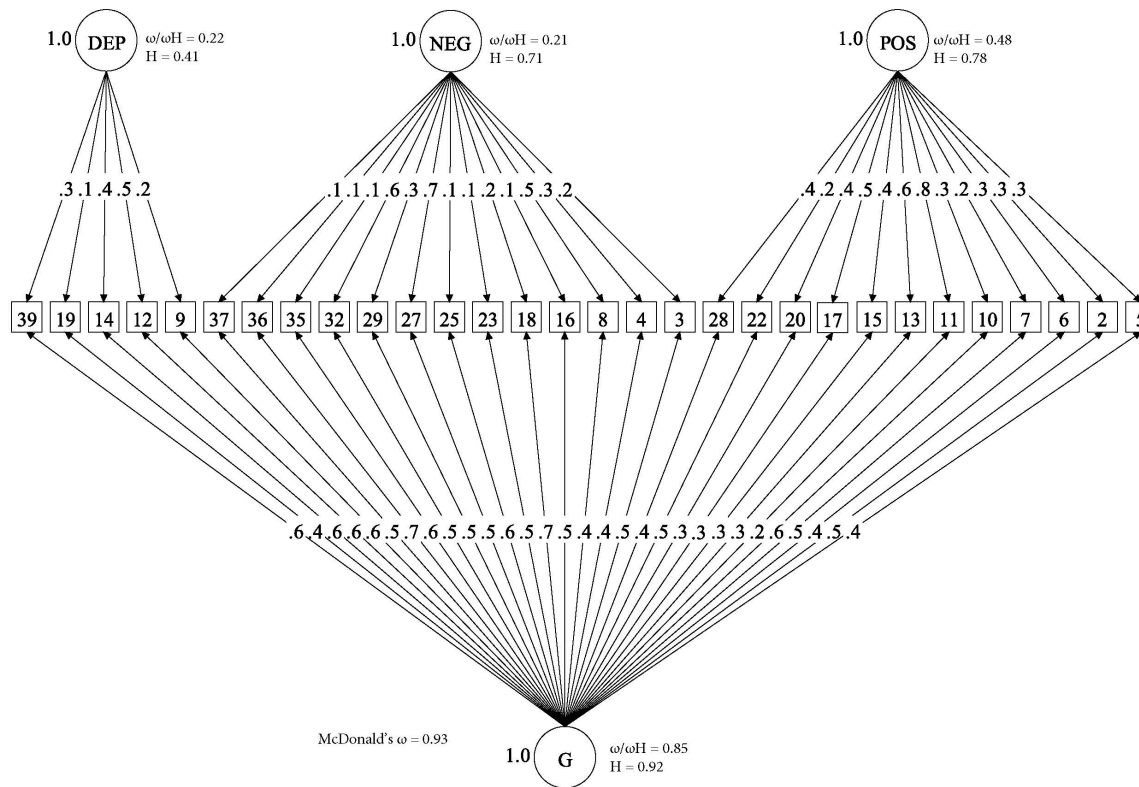 1.0 DEP ω/ωH = 0.22
H = 0.41
1.0 NEG ω/ωH = 0.21
H = 0.71
1.0 POS ω/ωH = 0.48
H = 0.78
.3 .1 .4 .5 .2 .1 .1 .1 .6 .3 .7 .1 .1 .2 .1 .5 .3 .2 .4 .2 .4 .5 .4 .6 .8 .3 .2 .3 .3 .3
39 19 14 12 9 37 36 35 32 29 27 25 23 18 16 8 4 3 28 22 20 17 15 13 11 10 7 6 2
.6 .4 .6 .6 .6 .5 .7 .6 .5 .5 .5 .6 .5 .7 .5 .4 .4 .5 .4 .5 .3 .3 .3 .3 .2 .6 .5 .4 .5 .4
McDonald's ω = 0.93
1.0 G ω/ωH = 0.85
H = 0.92